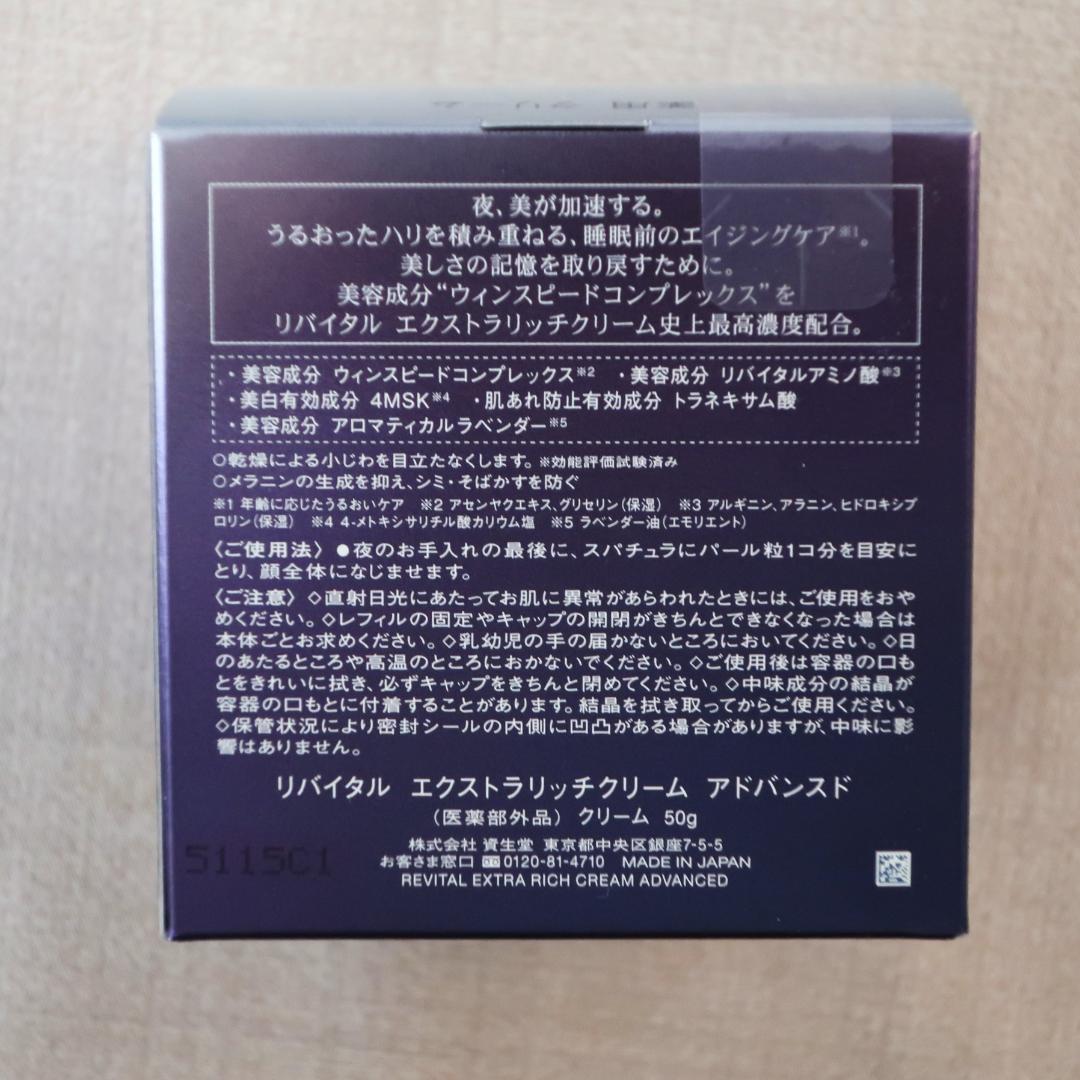 薬用 クリーム
夜、美が加速する。
うるおったハリを積み重ねる、睡眠前のエイジングケア※1。
美しさの記憶を取り戻すために。
美容成分“ウィンスピードコンプレックス”を
リバイタル エクストラリッチクリーム史上最高濃度配合。
・美容成分 ウィンスピードコンプレックス※2 ・美容成分 リバイタルアミノ酸※3
・美白有効成分 4MSK※4 ・肌あれ防止有効成分 トラネキサム酸
・美容成分 アロマティカルラベンダー※5
○乾燥による小じわを目立たなくします。※効能評価試験済み
○メラニンの生成を抑え、シミ・そばかすを防ぐ
※1 年齢に応じたうるおいケア ※2 アセンヤクエキス、グリセリン(保湿) ※3 アルギニン、アラニン、ヒドロキシプ
ロリン(保湿) ※4 4-メトキシサリチル酸カリウム塩 ※5 ラベンダー油(エモリエント)
〈ご使用法〉●夜のお手入れの最後に、スパチュラにパール粒1コ分を目安に
とり、顔全体になじませます。
〈ご注意〉◇直射日光にあたってお肌に異常があらわれたときには、ご使用をおや
めください。◇レフィルの固定やキャップの開閉がきちんとできなくなった場合は
本体ごとお求めください。◇乳幼児の手の届かないところにおいてください。◇日
のあたるところや高温のところにおかないでください。◇ご使用後は容器の口も
とをきれいに拭き、必ずキャップをきちんと閉めてください。◇中味成分の結晶が
容器の口もとに付着することがあります。結晶を拭き取ってからご使用ください。
◇保管状況により密封シールの内側に凹凸がある場合がありますが、中味に影
響はありません。
リバイタル エクストラリッチクリーム アドバンスド
(医薬部外品) クリーム 50g
株式会社 資生堂 東京都中央区銀座7-5-5
お客さま窓口 0120-81-4710 MADE IN JAPAN
REVITAL EXTRA RICH CREAM ADVANCED
5115C1